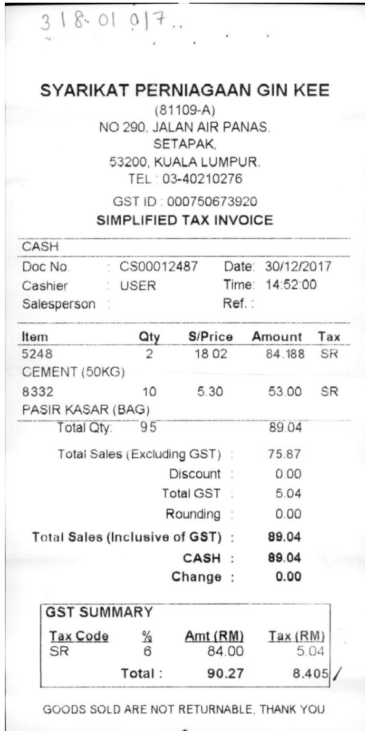 318-01 017..
SYARIKAT PERNIAGAAN GIN KEE
(81109-A)
NO 290, JALAN AIR PANAS.
SETAPAK,
53200, KUALA LUMPUR.
TEL : 03-40210276
GST ID : 000750673920
SIMPLIFIED TAX INVOICE
CASH
Doc No. : CS00012487 Date: 30/12/2017
Cashier : USER Time: 14:52:00
Salesperson : Ref. :
Item Qty S/Price Amount Tax
5248 2 18.02 84.188 SR
CEMENT (50KG)
8332 10 5.30 53.00 SR
PASIR KASAR (BAG)
Total Qty: 95 89.04
Total Sales (Excluding GST) : 75.87
Discount : 0.00
Total GST : 5.04
Rounding : 0.00
Total Sales (Inclusive of GST) : 89.04
CASH : 89.04
Change : 0.00
GST SUMMARY
Tax Code % Amt (RM) Tax (RM)
SR 6 84.00 5.04
Total : 90.27 8.405
GOODS SOLD ARE NOT RETURNABLE, THANK YOU